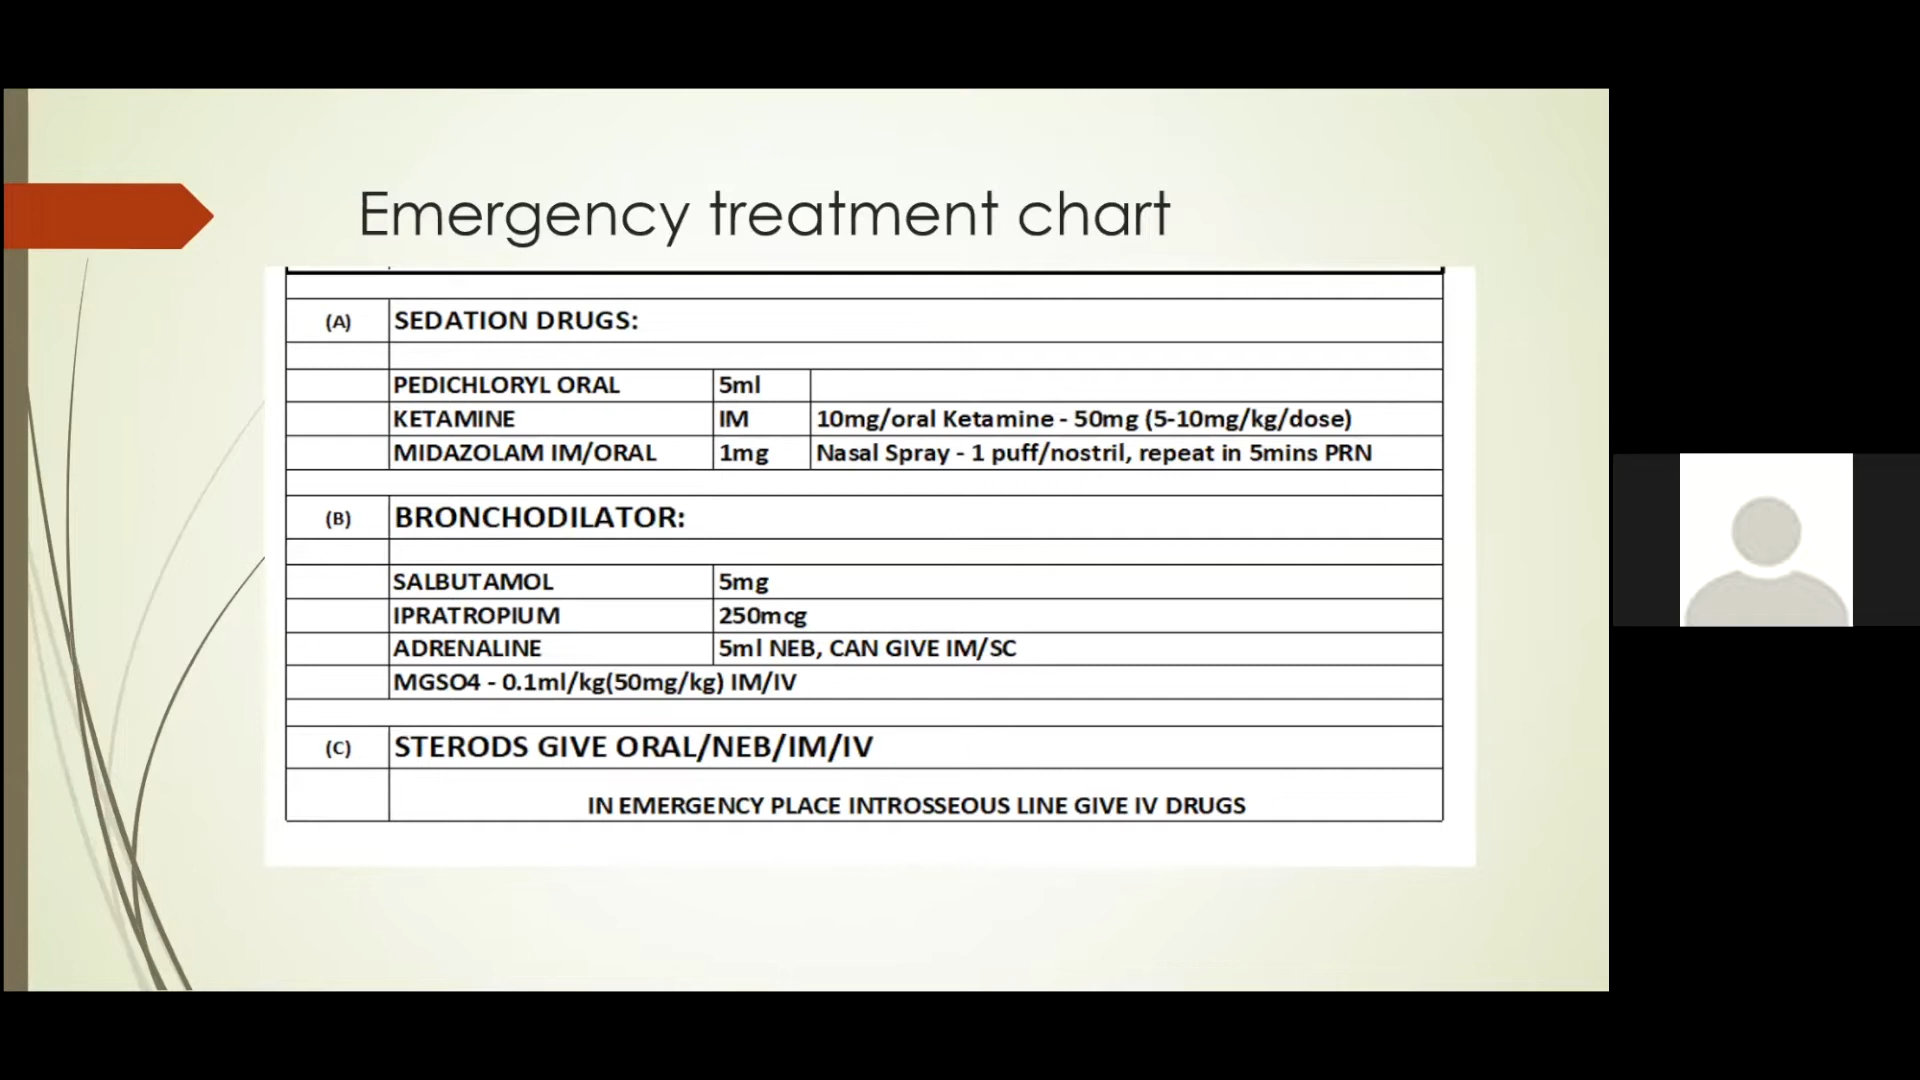 Emergency treatment chart
(A) SEDATION DRUGS:
PEDICHLORYL ORAL 5ml
KETAMINE IM 10mg/oral Ketamine - 50mg (5-10mg/kg/dose)
MIDAZOLAM IM/ORAL 1mg Nasal Spray - 1 puff/nostril, repeat in 5mins PRN
(B) BRONCHODILATOR:
SALBUTAMOL 5mg
IPRATROPIUM 250mcg
ADRENALINE 5ml NEB, CAN GIVE IM/SC
MGSO4 - 0.1ml/kg(50mg/kg) IM/IV
(C) STERODS GIVE ORAL/NEB/IM/IV
IN EMERGENCY PLACE INTROSSEOUS LINE GIVE IV DRUGS